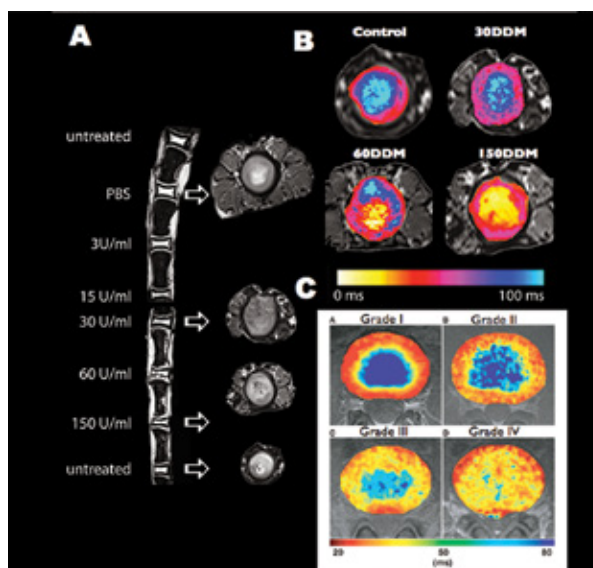 A
untreated
PBS
3U/ml
15 U/ml
30 U/ml
60 U/ml
150 U/ml
untreated
B
Control
30DDM
60DDM
150DDM
0 ms
100 ms
C
A
Grade I
B
Grade II
C
Grade III
D
Grade IV
20
50
80
(ms)